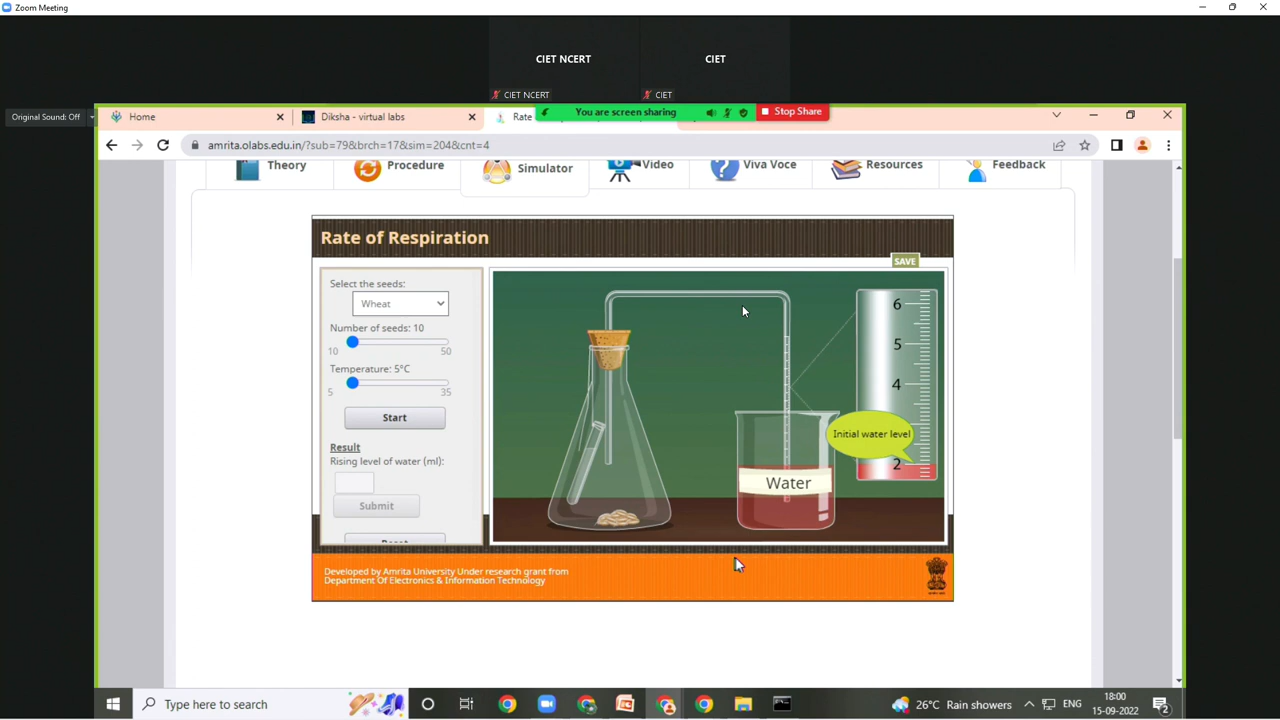 Zoom Meeting
CIET NCERT
CIET
CIET NCERT
CIET
Original Sound: Off
Home
Diksha - virtual labs
Rate
You are screen sharing
Stop Share
amrita.olabs.edu.in/?sub=79&brch=17&sim=204&cnt=4
Theory
Procedure
Simulator
Video
Viva Voce
Resources
Feedback
Rate of Respiration
SAVE
Select the seeds:
Wheat
Number of seeds: 10
10
50
Temperature: 5°C
5
35
Start
Result
Rising level of water (ml):
Submit
Reset
6
5
4
Initial water level
2
Water
Developed by Amrita University Under research grant from
Department Of Electronics & Information Technology
Type here to search
26°C Rain showers
ENG
18:00
15-09-2022
2